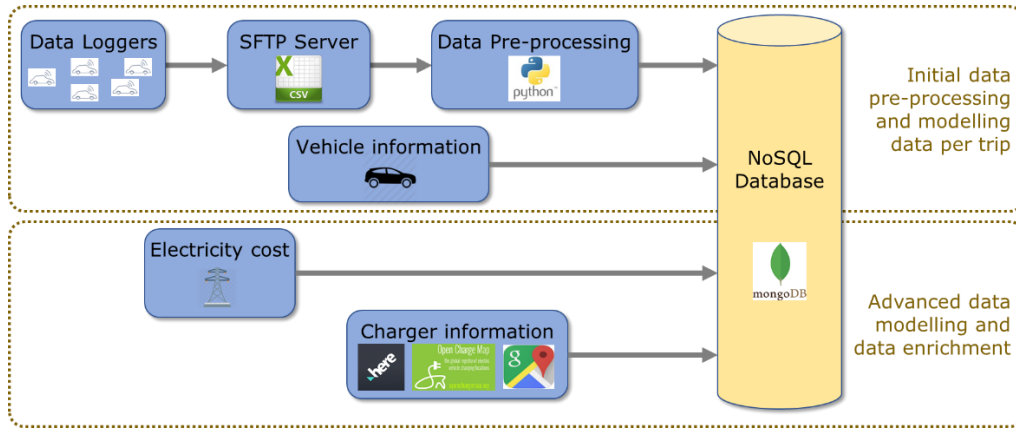 Data Loggers
SFTP Server
X
CSV
Data Pre-processing
python
Initial data
pre-processing
and modelling
data per trip
Vehicle information
NoSQL
Database
mongoDB
Electricity cost
Charger information
here
Open Charge Map
g
Advanced data
modelling and
data enrichment